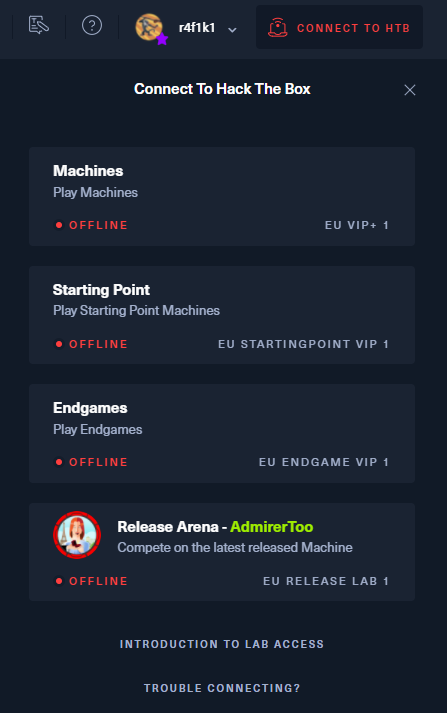 r4f1k1
CONNECT TO HTB
Connect To Hack The Box
Machines
Play Machines
OFFLINE
EU VIP+ 1
Starting Point
Play Starting Point Machines
OFFLINE
EU STARTINGPOINT VIP 1
Endgames
Play Endgames
OFFLINE
EU ENDGAME VIP 1
Release Arena - AdmirerToo
Compete on the latest released Machine
OFFLINE
EU RELEASE LAB 1
INTRODUCTION TO LAB ACCESS
TROUBLE CONNECTING?